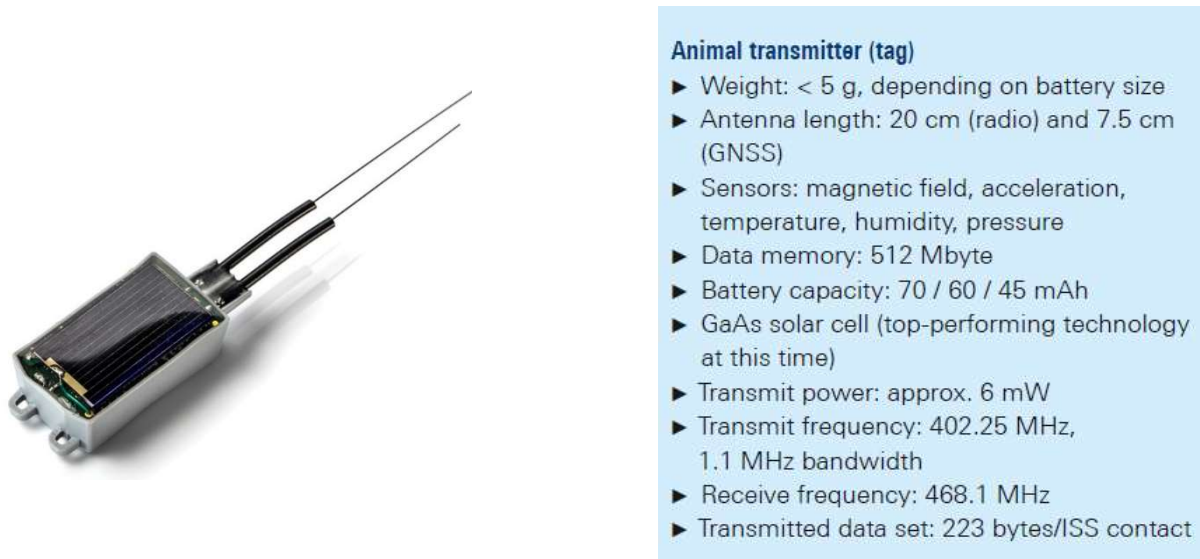 Animal transmitter (tag)
► Weight: < 5 g, depending on battery size
► Antenna length: 20 cm (radio) and 7.5 cm
(GNSS)
► Sensors: magnetic field, acceleration,
temperature, humidity, pressure
► Data memory: 512 Mbyte
► Battery capacity: 70 / 60 / 45 mAh
► GaAs solar cell (top-performing technology
at this time)
► Transmit power: approx. 6 mW
► Transmit frequency: 402.25 MHz,
1.1 MHz bandwidth
► Receive frequency: 468.1 MHz
► Transmitted data set: 223 bytes/ISS contact